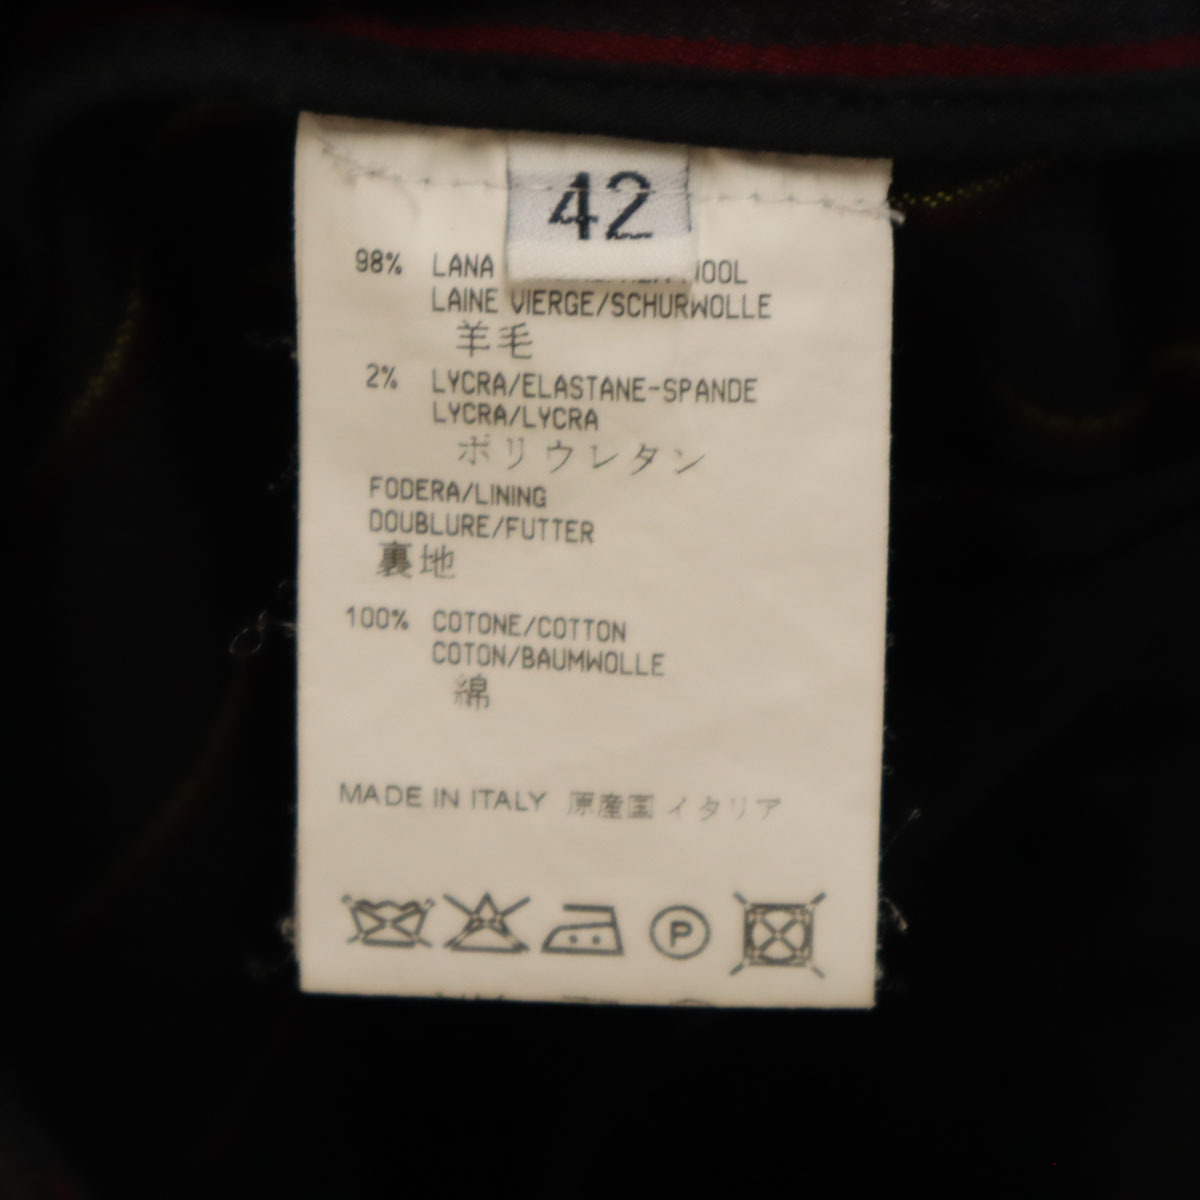 42
98% LANA WOOL
LAINE VIERGE/SCHURWOLLE
羊毛
2% LYCRA/ELASTANE-SPANDE
LYCRA/LYCRA
ポリウレタン
FODERA/LINING
DOUBLURE/FUTTER
裏地
100% COTONE/COTTON
COTON/BAUMWOLLE
綿
MADE IN ITALY 原産国 イタリア
P